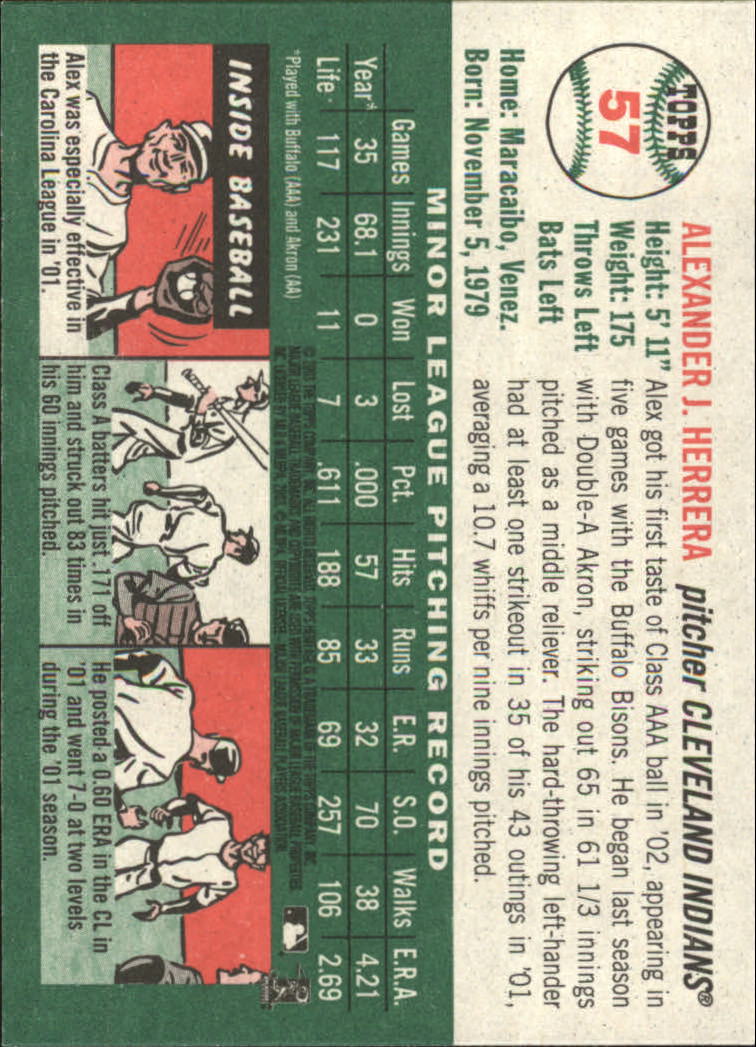 TOPPS
57
ALEXANDER J. HERRERA pitcher CLEVELAND INDIANS®
Height: 5' 11"
Weight: 175
Throws Left
Bats Left
Home: Maracaibo, Venez.
Born: November 5, 1979
Alex got his first taste of Class AAA ball in '02, appearing in
five games with the Buffalo Bisons. He began last season
with Double-A Akron, striking out 65 in 61 1/3 innings
pitched as a middle reliever. The hard-throwing left-hander
had at least one strikeout in 35 of his 43 outings in '01,
averaging a 10.7 whiffs per nine innings pitched.
MINOR LEAGUE PITCHING RECORD
Games Innings Won Lost Pct. Hits Runs E.R. S.O. Walks E.R.A.
Year* 35 68.1 0 3 .000 57 33 32 70 38 4.21
Life 117 231 11 7 .611 188 85 69 257 106 2.69
*Played with Buffalo (AAA) and Akron (AA)
INSIDE BASEBALL
Alex was especially effective in
the Carolina League in '01.
Class A batters hit just .171 off
him and struck out 83 times in
his 60 innings pitched.
He posted a 0.60 ERA in the CL in
'01 and went 7-0 at two levels
during the '01 season.